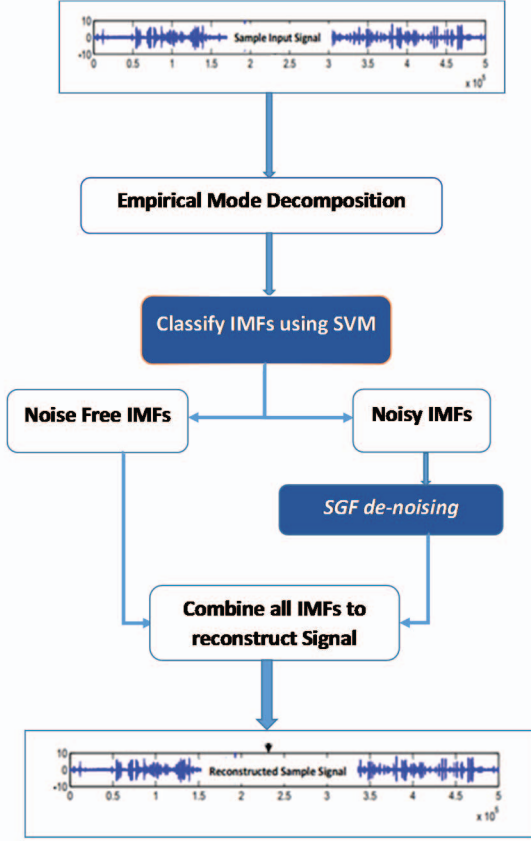 10
0
-10
Sample Input Signal
0 0.5 1 1.5 2 2.5 3 3.5 4 4.5 5
x 10⁵
Empirical Mode Decomposition
Classify IMFs using SVM
Noise Free IMFs
Noisy IMFs
SGF de-noising
Combine all IMFs to
reconstruct Signal
10
0
-10
Reconstructed Sample Signal
0 0.5 1 1.5 2 2.5 3 3.5 4 4.5 5
x 10⁵